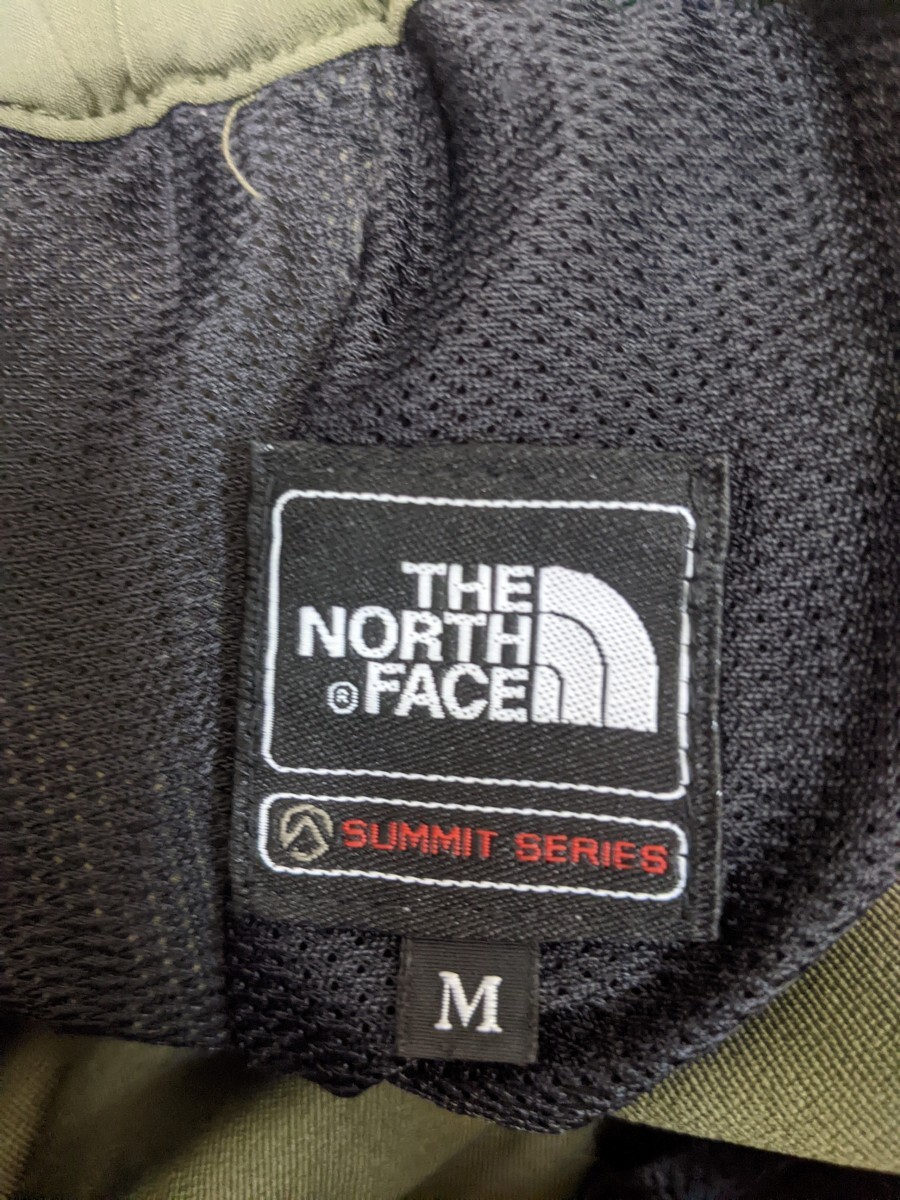 THE
NORTH
® FACE
SUMMIT SERIES
M